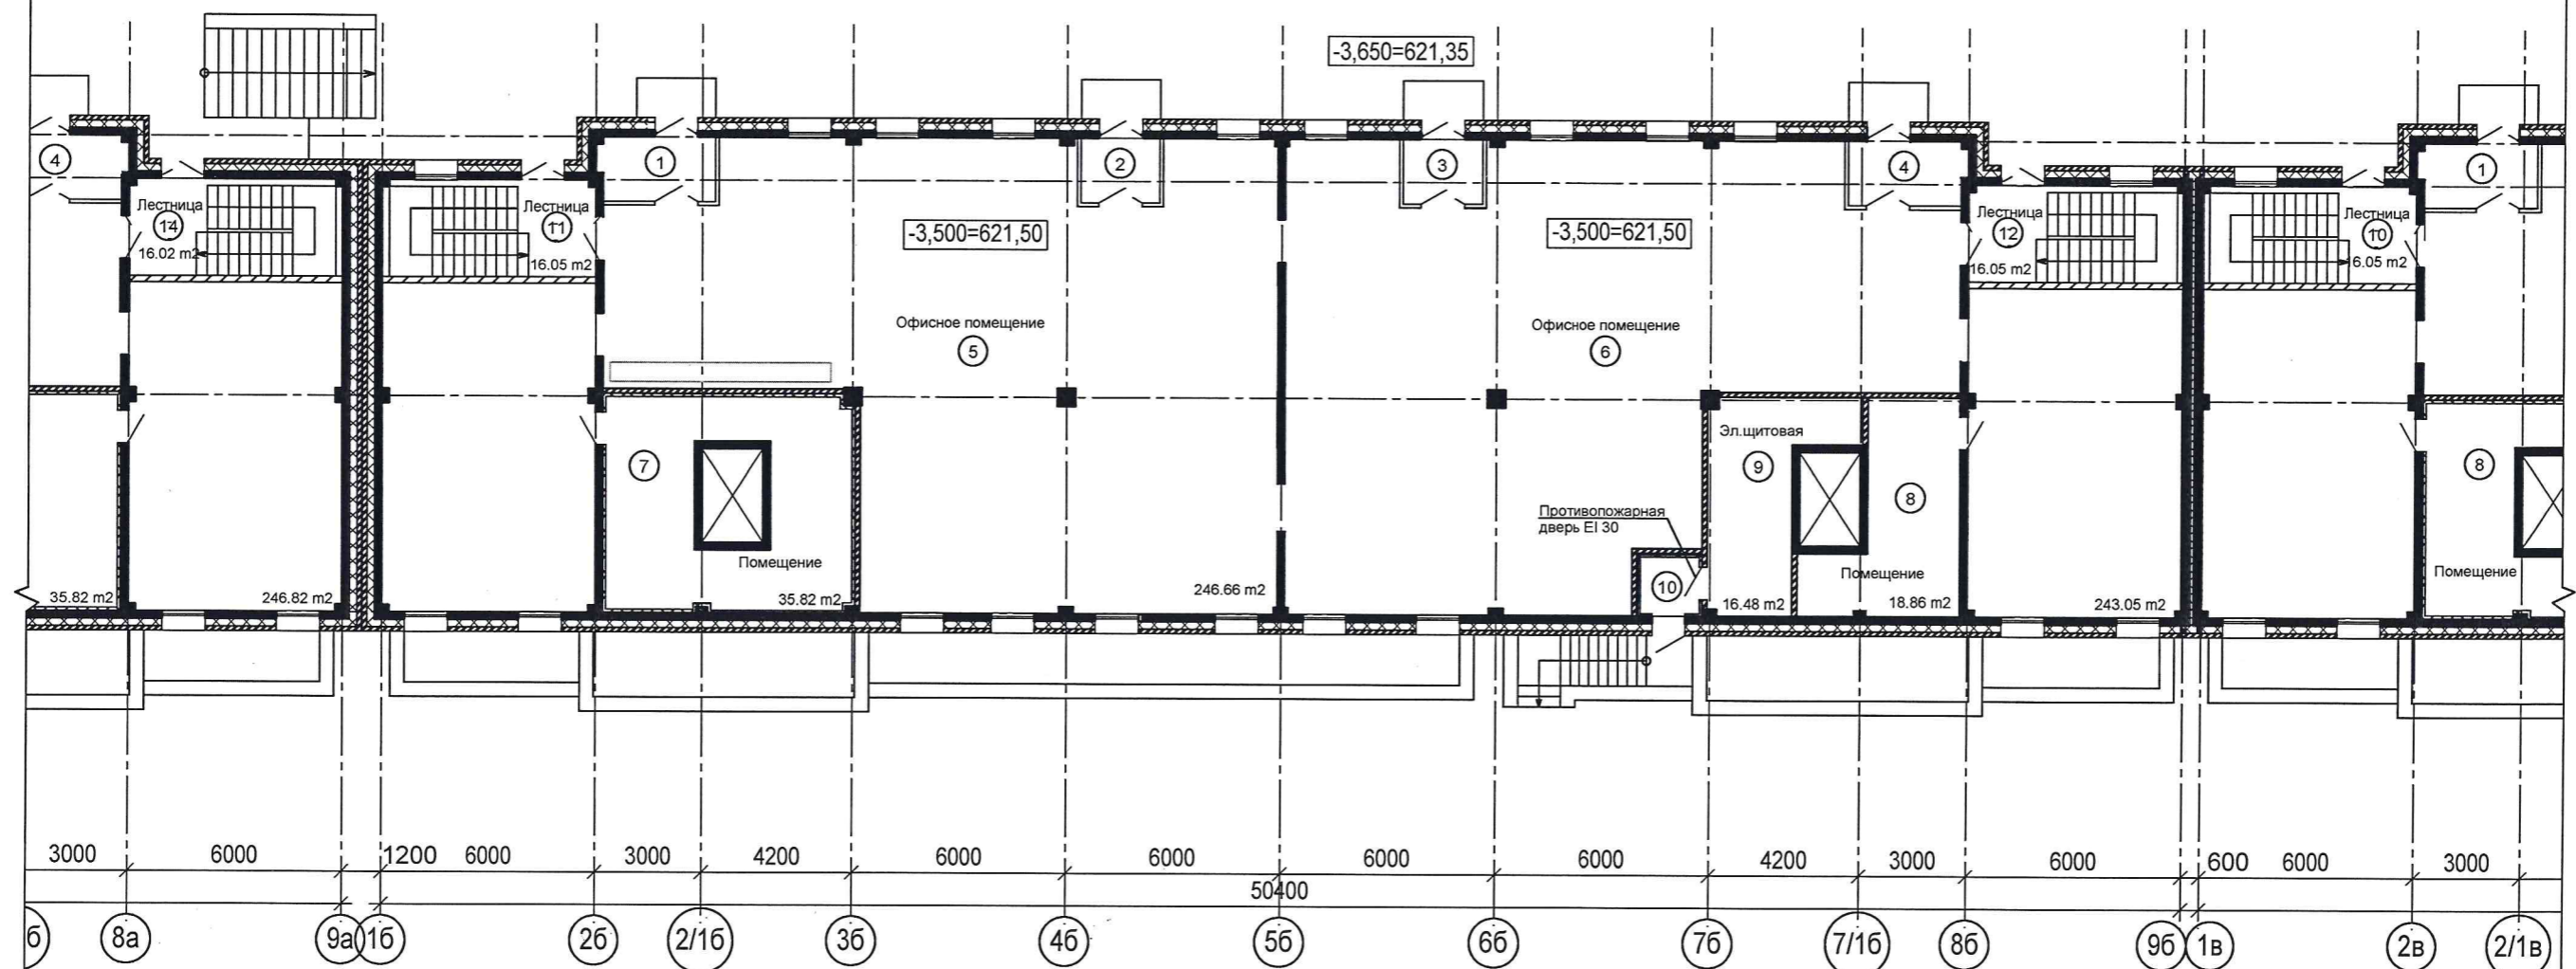 -3,650=621,35
4
1
2
3
4
1
Лестница
14
16.02 m2
Лестница
11
16.05 m2
-3,500=621,50
-3,500=621,50
Лестница
12
16.05 m2
Лестница
10
6.05 m2
Офисное помещение
5
Офисное помещение
6
7
Эл.щитовая
9
8
8
Противопожарная
дверь EI 30
Помещение
10
Помещение
Помещение
35.82 m2
246.82 m2
35.82 m2
246.66 m2
16.48 m2
18.86 m2
243.05 m2
3000
6000
1200
6000
3000
4200
6000
6000
6000
6000
4200
3000
6000
600
6000
3000
50400
б
8а
9а
1б
2б
2/1б
3б
4б
5б
6б
7б
7/1б
8б
9б
1в
2в
2/1в